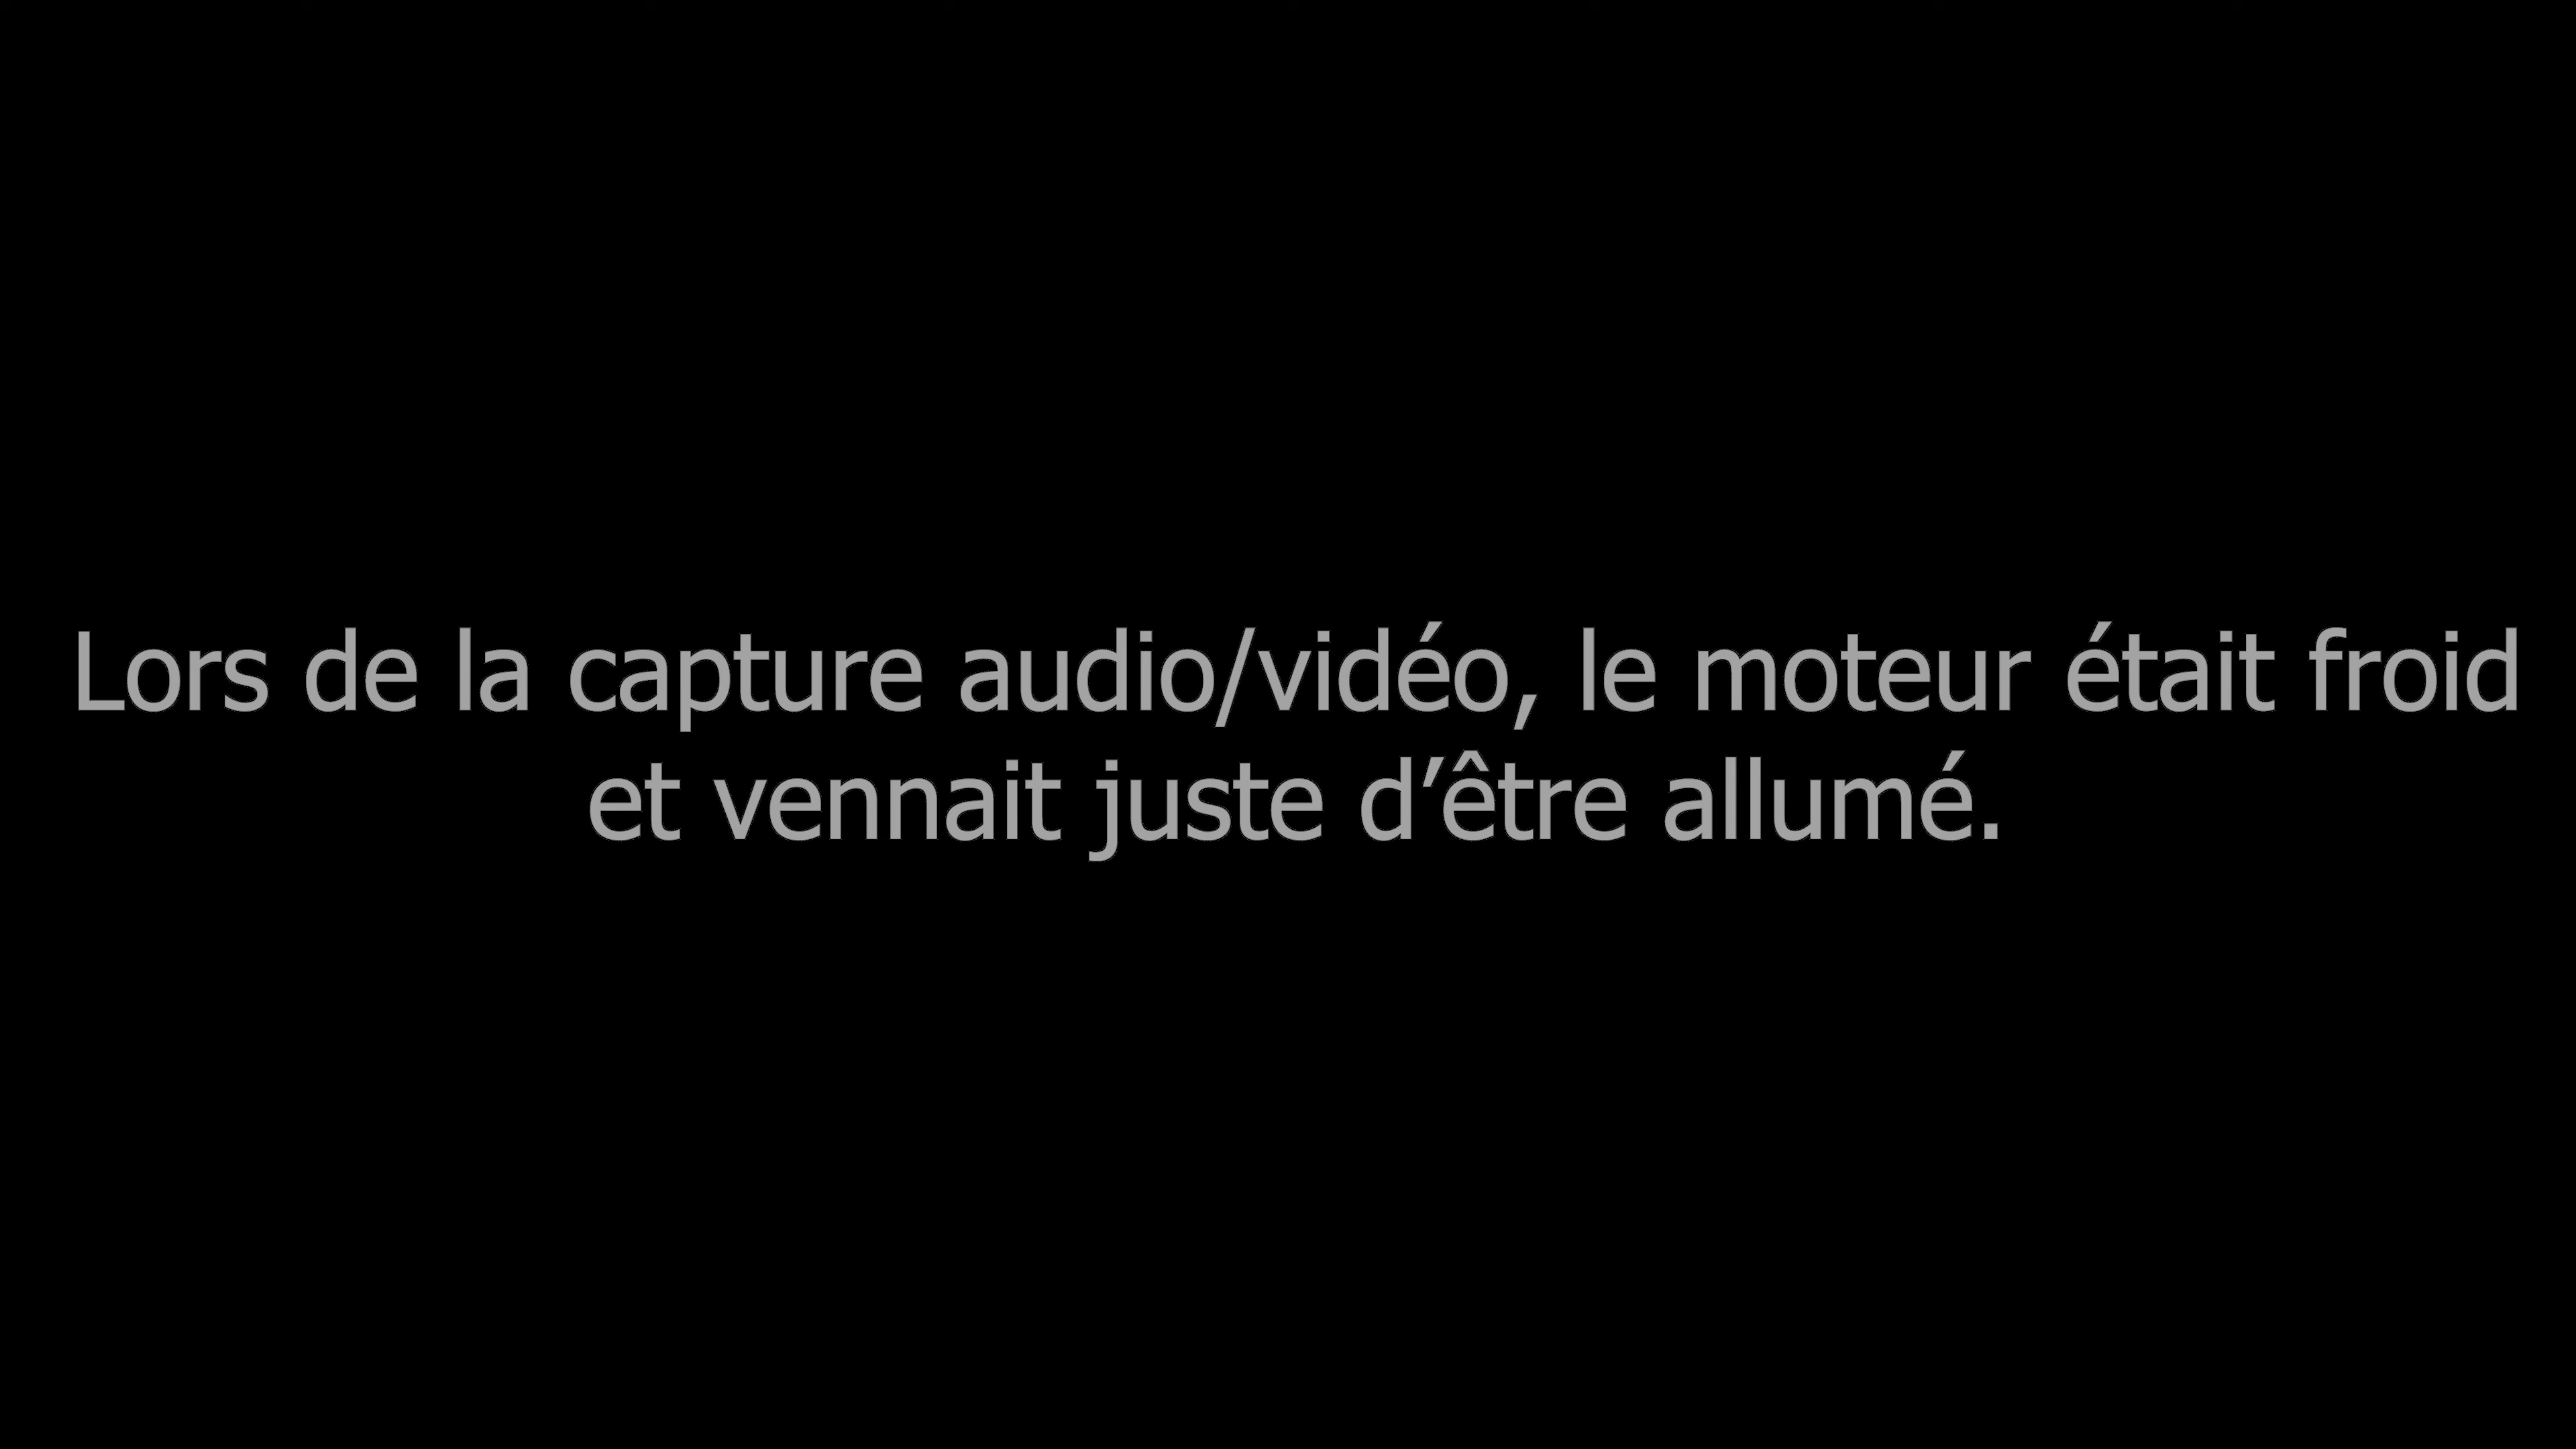 Lors de la capture audio/vidéo, le moteur était froid
et vennait juste d’être allumé.